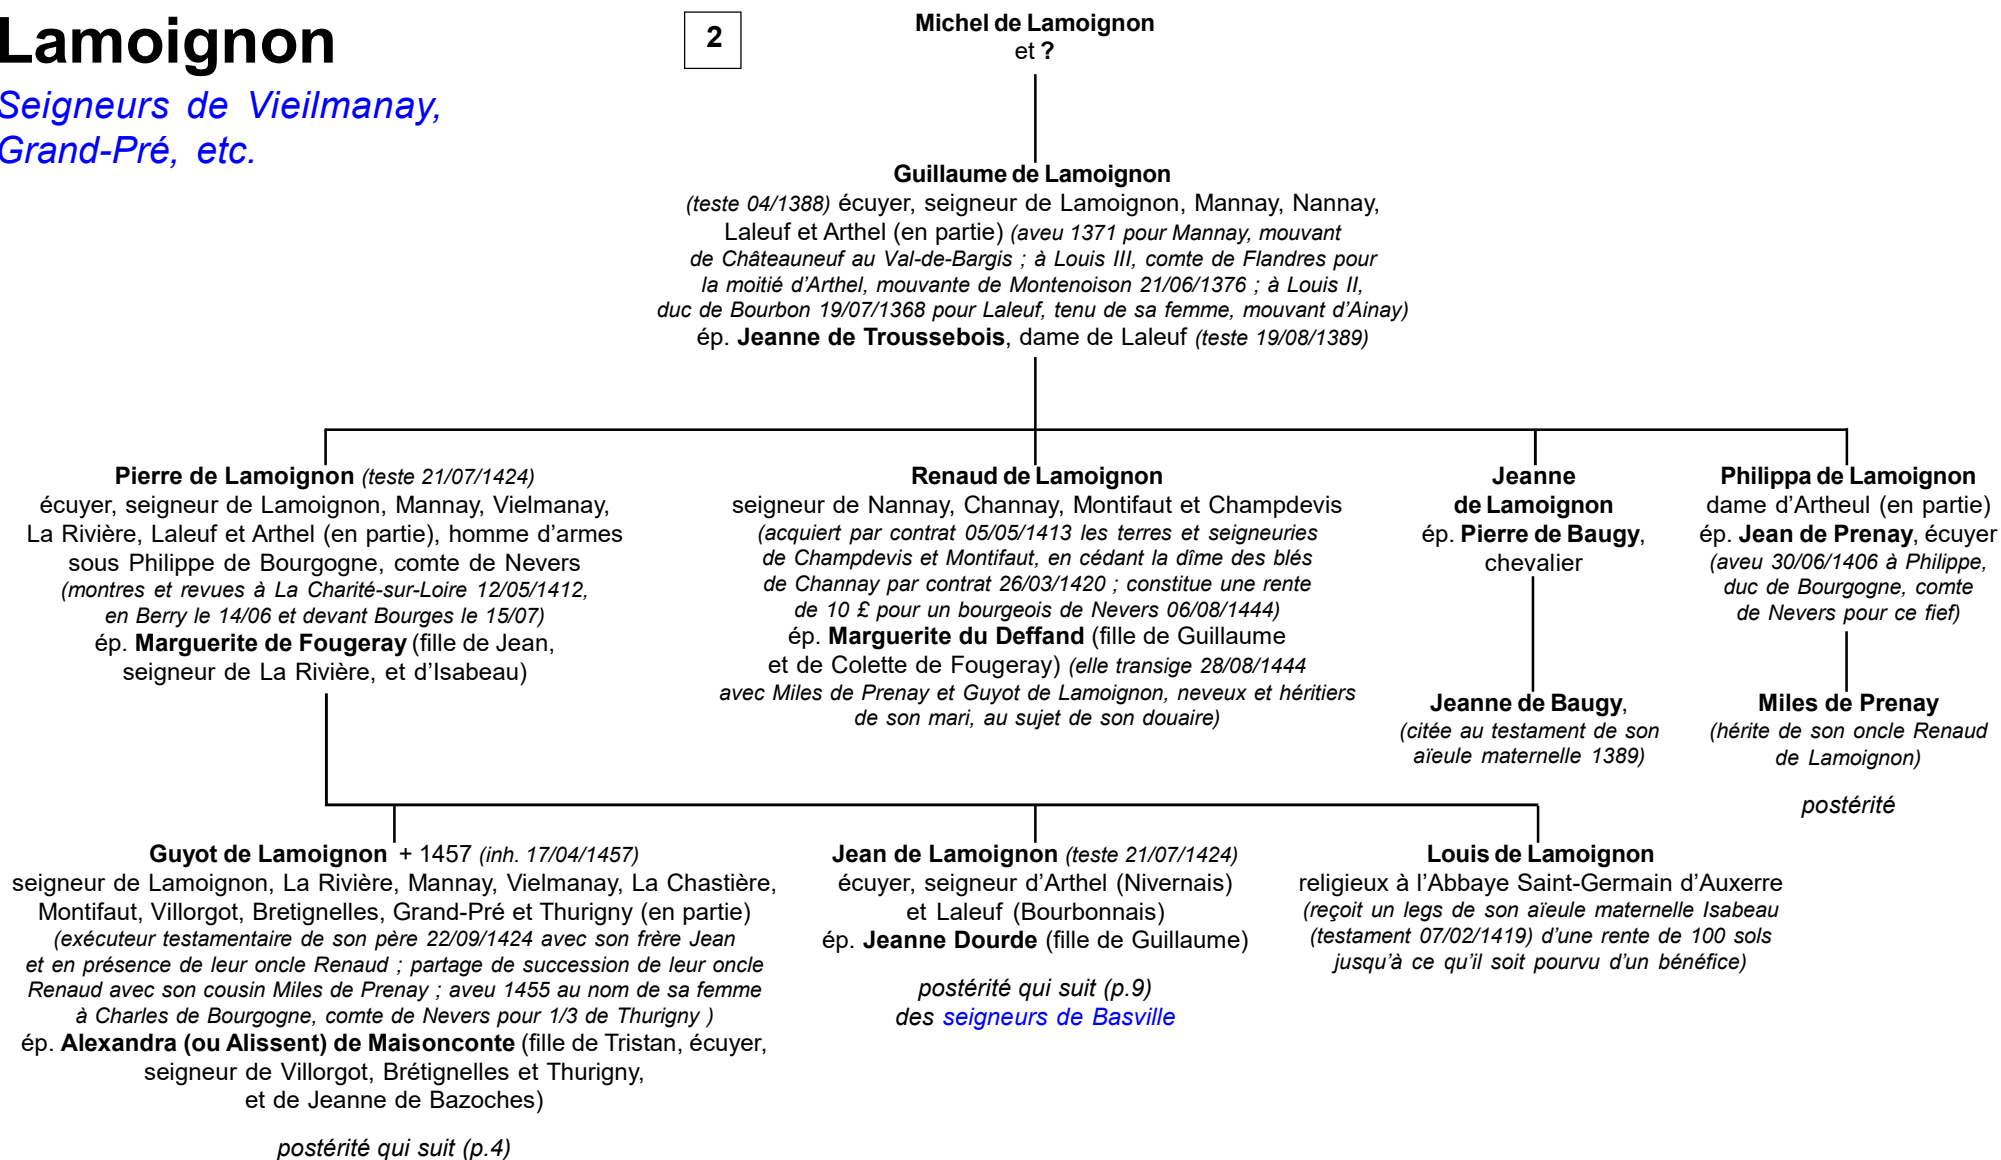 Lamoignon
Seigneurs de Vieilmanay,
Grand-Pré, etc.
2
Michel de Lamoignon
et ?
Guillaume de Lamoignon
(teste 04/1388) écuyer, seigneur de Lamoignon, Mannay, Nannay,
Laleuf et Arthel (en partie) (aveu 1371 pour Mannay, mouvant
de Châteauneuf au Val-de-Bargis ; à Louis III, comte de Flandres pour
la moitié d'Arthel, mouvante de Montenoison 21/06/1376 ; à Louis II,
duc de Bourbon 19/07/1368 pour Laleuf, tenu de sa femme, mouvant d'Ainay)
ép. Jeanne de Troussebois, dame de Laleuf (teste 19/08/1389)
Pierre de Lamoignon (teste 21/07/1424)
écuyer, seigneur de Lamoignon, Mannay, Vielmanay,
La Rivière, Laleuf et Arthel (en partie), homme d'armes
sous Philippe de Bourgogne, comte de Nevers
(montres et revues à La Charité-sur-Loire 12/05/1412,
en Berry le 14/06 et devant Bourges le 15/07)
ép. Marguerite de Fougeray (fille de Jean,
seigneur de La Rivière, et d'Isabeau)
Renaud de Lamoignon
seigneur de Nannay, Channay, Montifaut et Champdevis
(acquiert par contrat 05/05/1413 les terres et seigneuries
de Champdevis et Montifaut, en cédant la dîme des blés
de Channay par contrat 26/03/1420 ; constitue une rente
de 10 £ pour un bourgeois de Nevers 06/08/1444)
ép. Marguerite du Deffand (fille de Guillaume
et de Colette de Fougeray) (elle transige 28/08/1444
avec Miles de Prenay et Guyot de Lamoignon, neveux et héritiers
de son mari, au sujet de son douaire)
Jeanne
de Lamoignon
ép. Pierre de Baugy,
chevalier
Jeanne de Baugy,
(citée au testament de son
aïeule maternelle 1389)
Philippa de Lamoignon
dame d'Artheul (en partie)
ép. Jean de Prenay, écuyer
(aveu 30/06/1406 à Philippe,
duc de Bourgogne, comte
de Nevers pour ce fief)
Miles de Prenay
(hérite de son oncle Renaud
de Lamoignon)
postérité
Guyot de Lamoignon + 1457 (inh. 17/04/1457)
seigneur de Lamoignon, La Rivière, Mannay, Vielmanay, La Chastière,
Montifaut, Villorgot, Bretignelles, Grand-Pré et Thurigny (en partie)
(exécuteur testamentaire de son père 22/09/1424 avec son frère Jean
et en présence de leur oncle Renaud ; partage de succession de leur oncle
Renaud avec son cousin Miles de Prenay ; aveu 1455 au nom de sa femme
à Charles de Bourgogne, comte de Nevers pour 1/3 de Thurigny )
ép. Alexandra (ou Alissent) de Maisonconte (fille de Tristan, écuyer,
seigneur de Villorgot, Brétignelles et Thurigny,
et de Jeanne de Bazoches)
postérité qui suit (p.4)
Jean de Lamoignon (teste 21/07/1424)
écuyer, seigneur d'Arthel (Nivernais)
et Laleuf (Bourbonnais)
ép. Jeanne Dourde (fille de Guillaume)
postérité qui suit (p.9)
des seigneurs de Basville
Louis de Lamoignon
religieux à l'Abbaye Saint-Germain d'Auxerre
(reçoit un legs de son aïeule maternelle Isabeau
(testament 07/02/1419) d'une rente de 100 sols
jusqu'à ce qu'il soit pourvu d'un bénéfice)